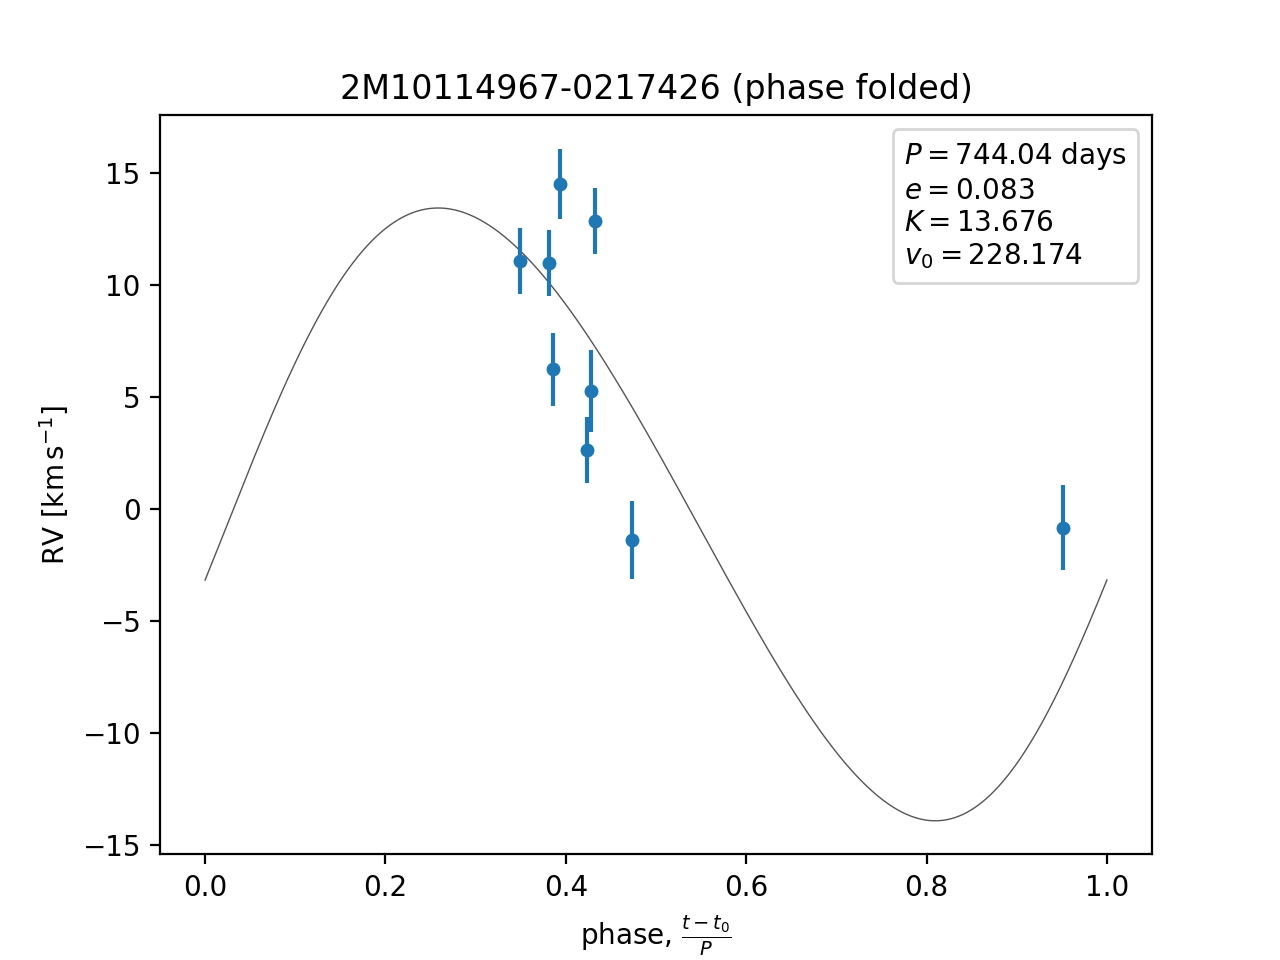 2M10114967-0217426 (phase folded)
P = 744.04 days
e = 0.083
K = 13.676
v₀ = 228.174
15
10
5
0
−5
−10
−15
RV [km s⁻¹]
0.0 0.2 0.4 0.6 0.8 1.0
phase, (t − t₀)/P